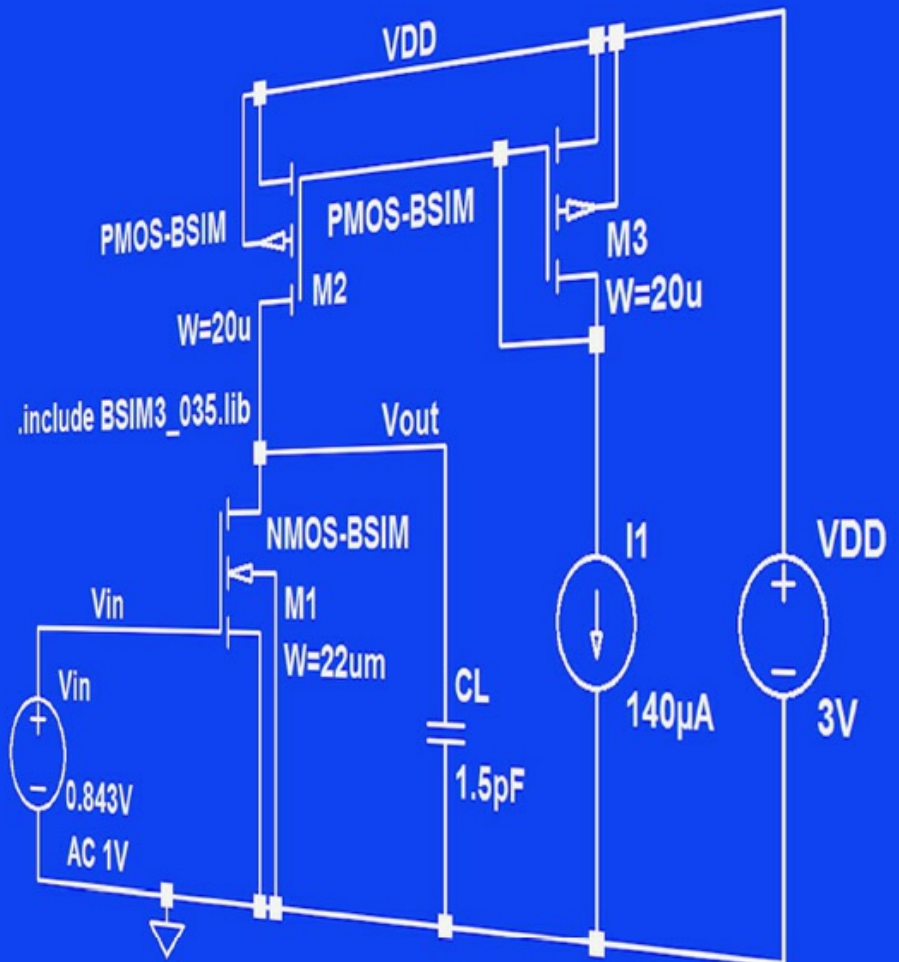 VDD
PMOS-BSIM
PMOS-BSIM
M2
M3
W=20u
W=20u
.include BSIM3_035.lib
Vout
NMOS-BSIM
I1
VDD
Vin
M1
W=22um
Vin
CL
140µA
3V
0.843V
1.5pF
AC 1V